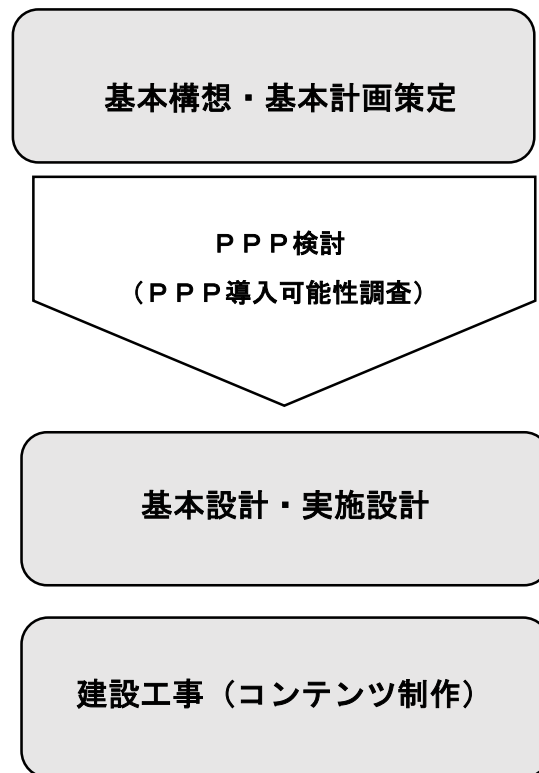 基本構想・基本計画策定
ＰＰＰ検討
（ＰＰＰ導入可能性調査）
基本設計・実施設計
建設工事（コンテンツ制作）